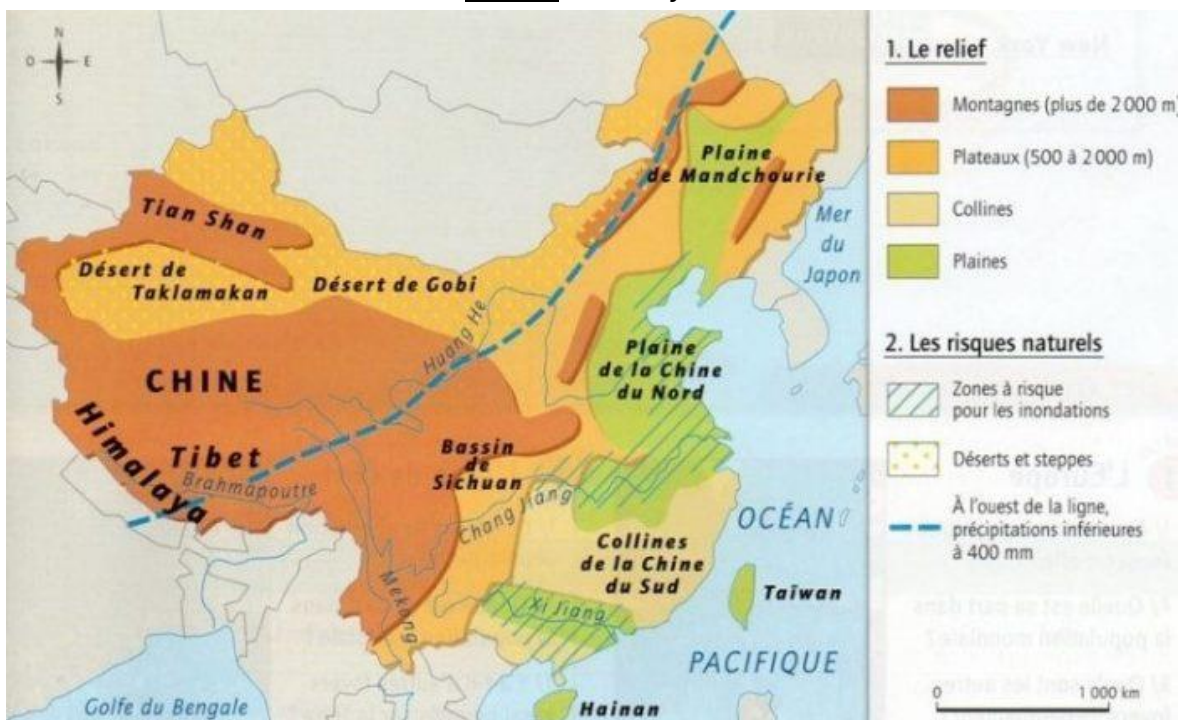 N
O E
S
Tian Shan
Désert de
Taklamakan
Désert de Gobi
CHINE
Himalaya
Tibet
Brahmapoutre
Huang He
Bassin
de
Sichuan
Chang Jiang
Mekong
Plaine
de Mandchourie
Plaine
de la Chine
du Nord
Collines
de la Chine
du Sud
Xi Jiang
Mer
du
Japon
OCÉAN
PACIFIQUE
Taïwan
Hainan
Golfe du Bengale
1. Le relief
Montagnes (plus de 2 000 m)
Plateaux (500 à 2 000 m)
Collines
Plaines
2. Les risques naturels
Zones à risque
pour les inondations
Déserts et steppes
À l'ouest de la ligne,
précipitations inférieures
à 400 mm
0 1 000 km